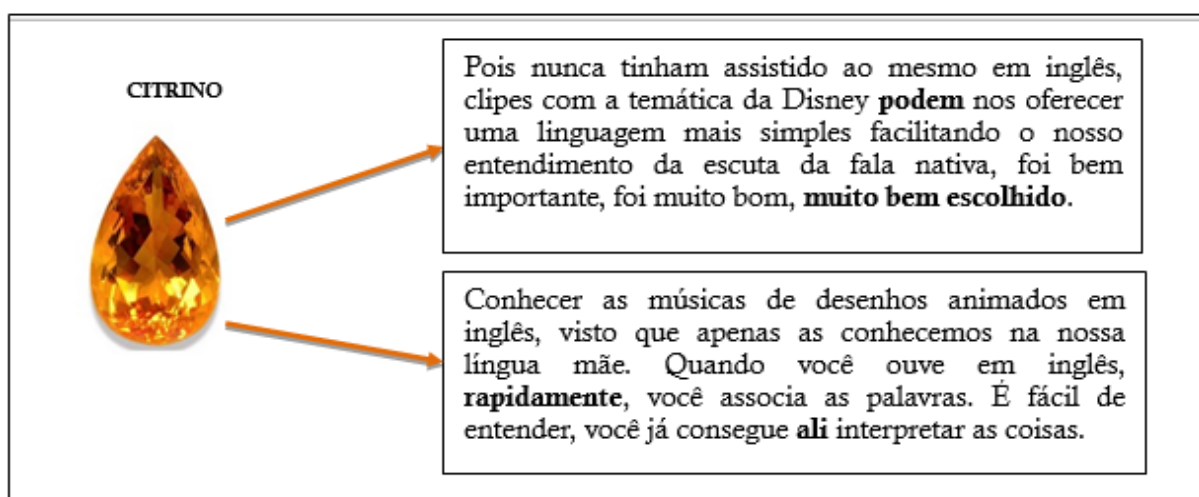 CITRINO
Pois nunca tinham assistido ao mesmo em inglês,
clipes com a temática da Disney podem nos oferecer
uma linguagem mais simples facilitando o nosso
entendimento da escuta da fala nativa, foi bem
importante, foi muito bom, muito bem escolhido.
Conhecer as músicas de desenhos animados em
inglês, visto que apenas as conhecemos na nossa
língua mãe. Quando você ouve em inglês,
rapidamente, você associa as palavras. É fácil de
entender, você já consegue ali interpretar as coisas.